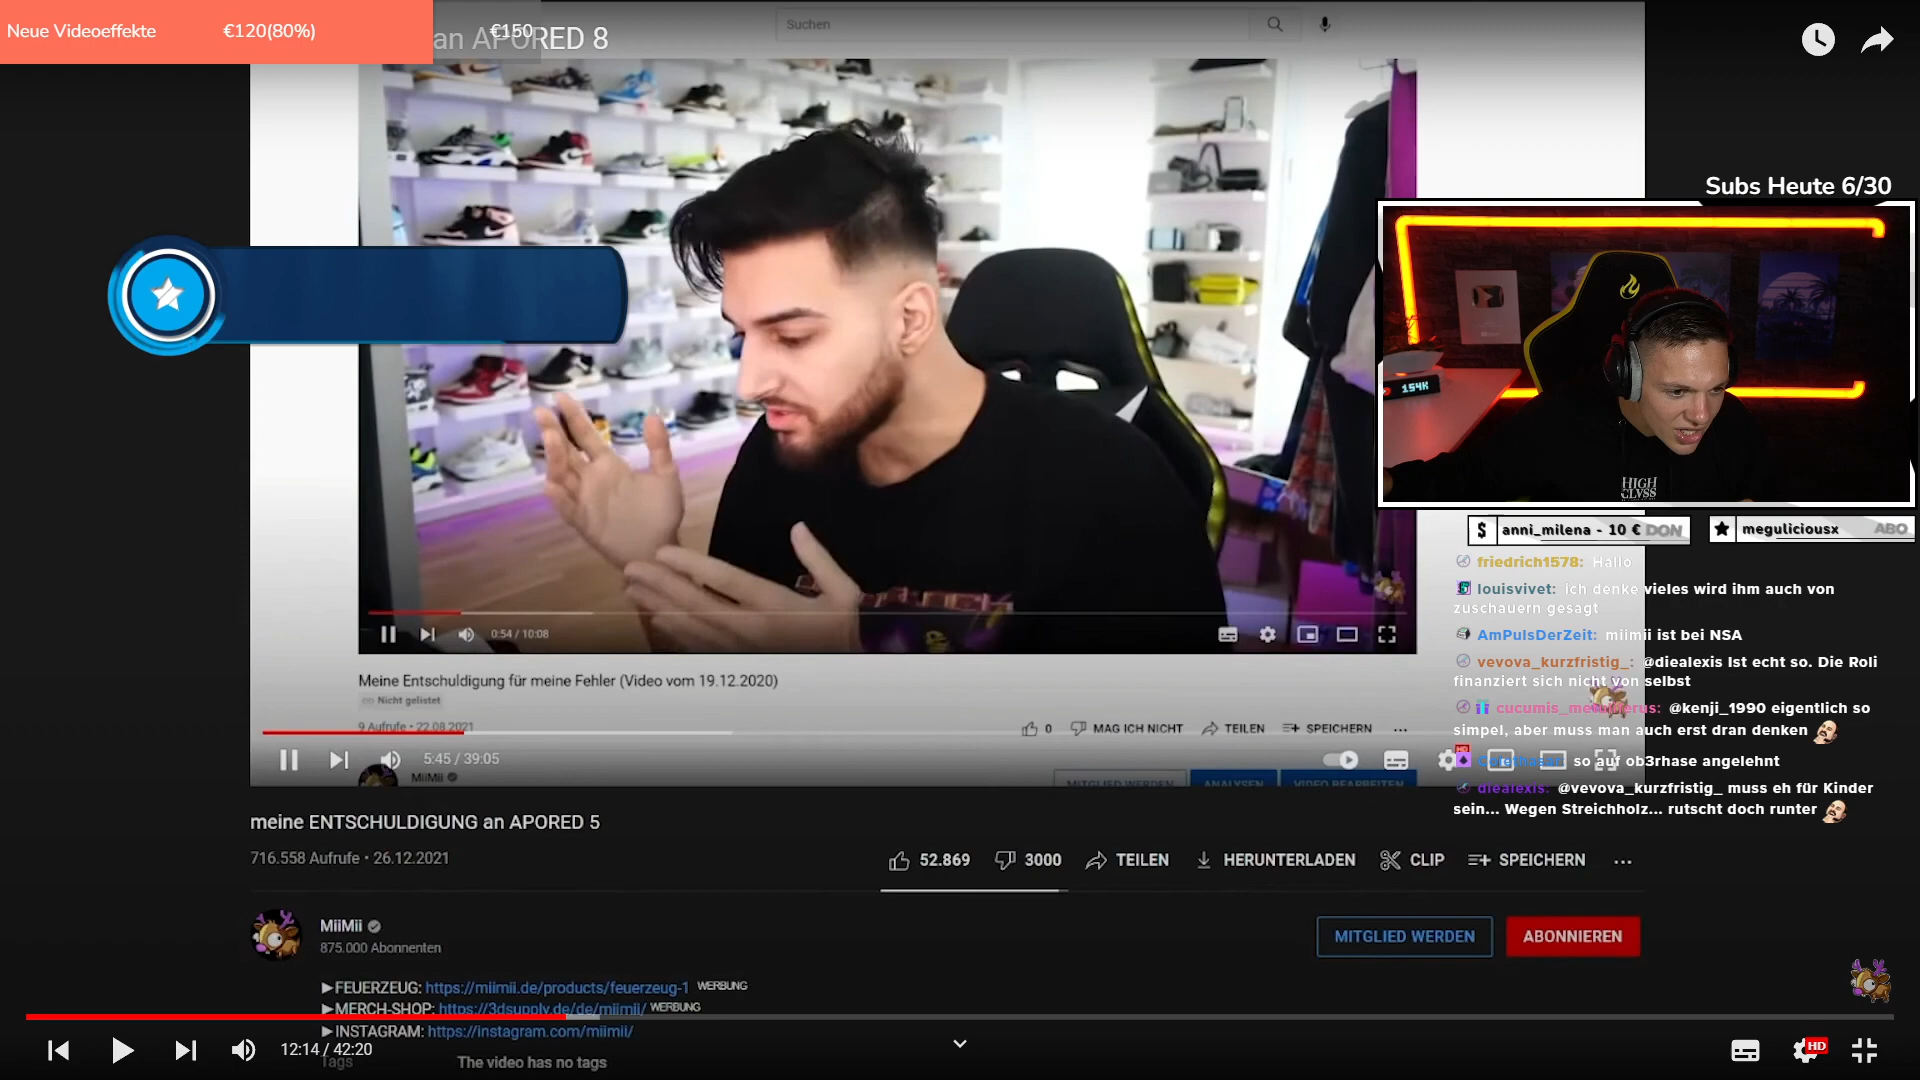 Neue Videoeffekte €120(80%) €150
an APORED 8
Suchen
Subs Heute 6/30
154K
HIGH
CLVSS
$ anni_milena - 10 € DON
meguliciousx ABO
friedrich1578: Hallo
louisvivet: ich denke vieles wird ihm auch von
zuschauern gesagt
AmPulsDerZeit: miimii ist bei NSA
vevova_kurzfristig_: @diealexis Ist echt so. Die Roli
finanziert sich nicht von selbst
@kenji_1990 eigentlich so
simpel, aber muss man auch erst dran denken
so auf ob3rhase angelehnt
diealexis: @vevova_kurzfristig_ muss eh für Kinder
sein... Wegen Streichholz... rutscht doch runter
0:54 / 10:08
Meine Entschuldigung für meine Fehler (Video vom 19.12.2020)
Nicht gelistet
9 Aufrufe • 22.08.2021
0 MAG ICH NICHT TEILEN SPEICHERN ...
5:45 / 39:05
MiiMii
MITGLIED WERDEN ANALYSEN VIDEO BEARBEITEN
meine ENTSCHULDIGUNG an APORED 5
716.558 Aufrufe • 26.12.2021
52.869 3000 TEILEN HERUNTERLADEN CLIP SPEICHERN ...
MiiMii
875.000 Abonnenten
MITGLIED WERDEN ABONNIEREN
►FEUERZEUG: https://miimii.de/products/feuerzeug-1 WERBUNG
►MERCH-SHOP: https://3dsupply.de/de/miimii/ WERBUNG
►INSTAGRAM: https://instagram.com/miimii/
12:14 / 42:20
Tags The video has no tags
HD